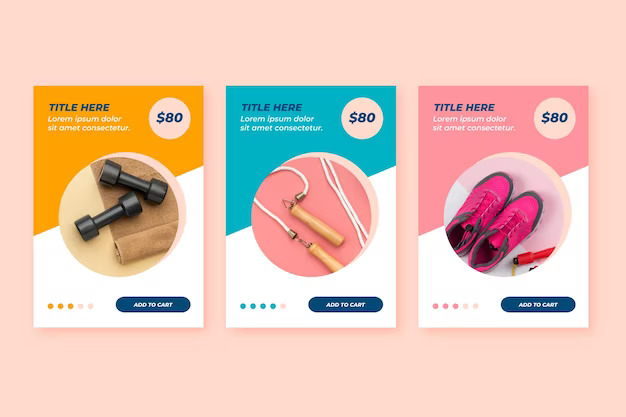 TITLE HERE
Lorem ipsum dolor
sit amet consectetur.
$80
ADD TO CART
TITLE HERE
Lorem ipsum dolor
sit amet consectetur.
$80
ADD TO CART
TITLE HERE
Lorem ipsum dolor
sit amet consectetur.
$80
ADD TO CART